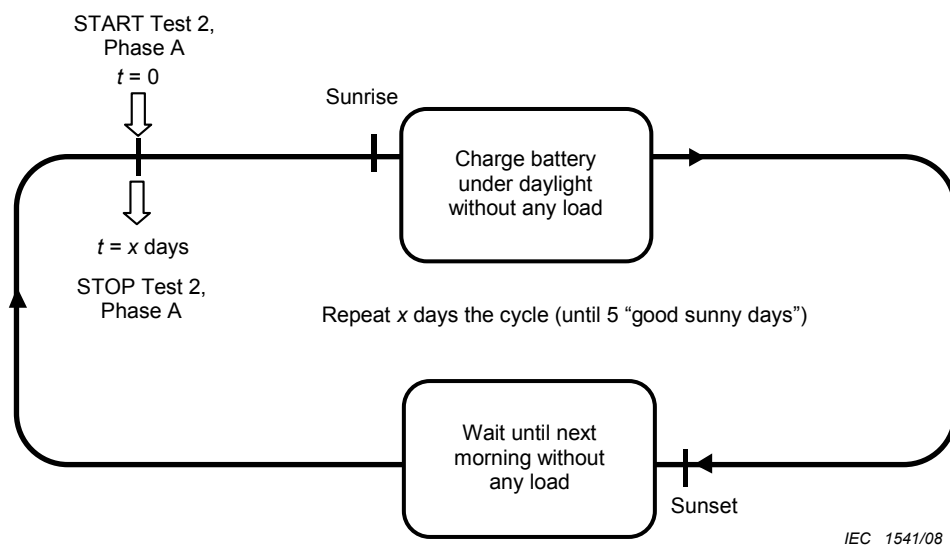 START Test 2,
Phase A
t = 0
Sunrise
Charge battery
under daylight
without any load
t = x days
STOP Test 2,
Phase A
Repeat x days the cycle (until 5 “good sunny days”)
Wait until next
morning without
any load
Sunset
IEC 1541/08